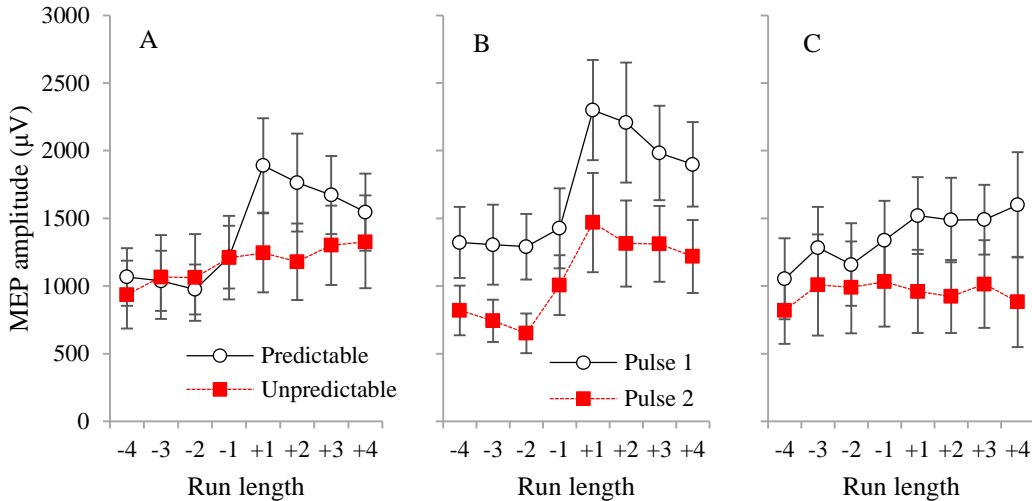 A
B
C
MEP amplitude (µV)
3000
2500
2000
1500
1000
500
0
Predictable
Unpredictable
Pulse 1
Pulse 2
-4 -3 -2 -1 +1 +2 +3 +4
-4 -3 -2 -1 +1 +2 +3 +4
-4 -3 -2 -1 +1 +2 +3 +4
Run length
Run length
Run length